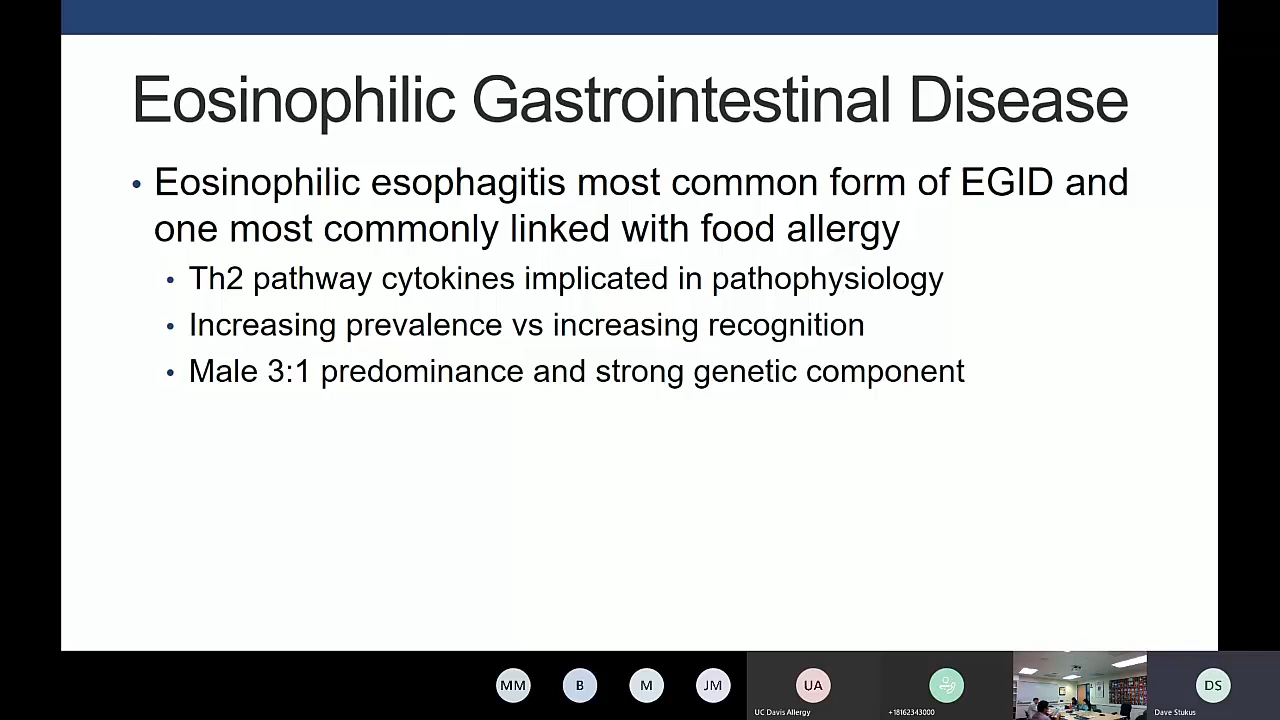 Eosinophilic Gastrointestinal Disease
• Eosinophilic esophagitis most common form of EGID and
one most commonly linked with food allergy
• Th2 pathway cytokines implicated in pathophysiology
• Increasing prevalence vs increasing recognition
• Male 3:1 predominance and strong genetic component
MM
B
M
JM
UA
DS
UC Davis Allergy
+18162343000
Dave Stukus